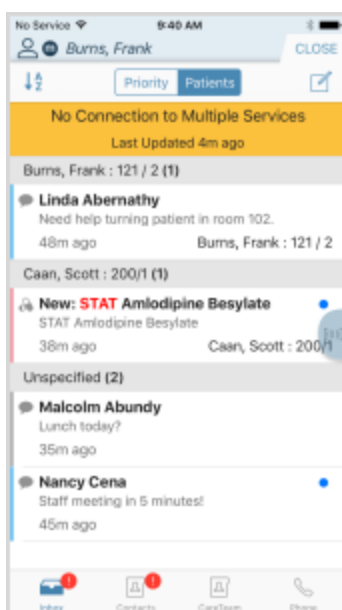 No Service 9:40 AM
Burns, Frank CLOSE
Priority Patients
No Connection to Multiple Services
Last Updated 4m ago
Burns, Frank : 121 / 2 (1)
Linda Abernathy
Need help turning patient in room 102.
48m ago Burns, Frank : 121 / 2
Caan, Scott : 200/1 (1)
New: STAT Amlodipine Besylate
STAT Amlodipine Besylate
38m ago Caan, Scott : 200/1
Unspecified (2)
Malcolm Abundy
Lunch today?
35m ago
Nancy Cena
Staff meeting in 5 minutes!
45m ago
Inbox Contacts CareTeam Phone